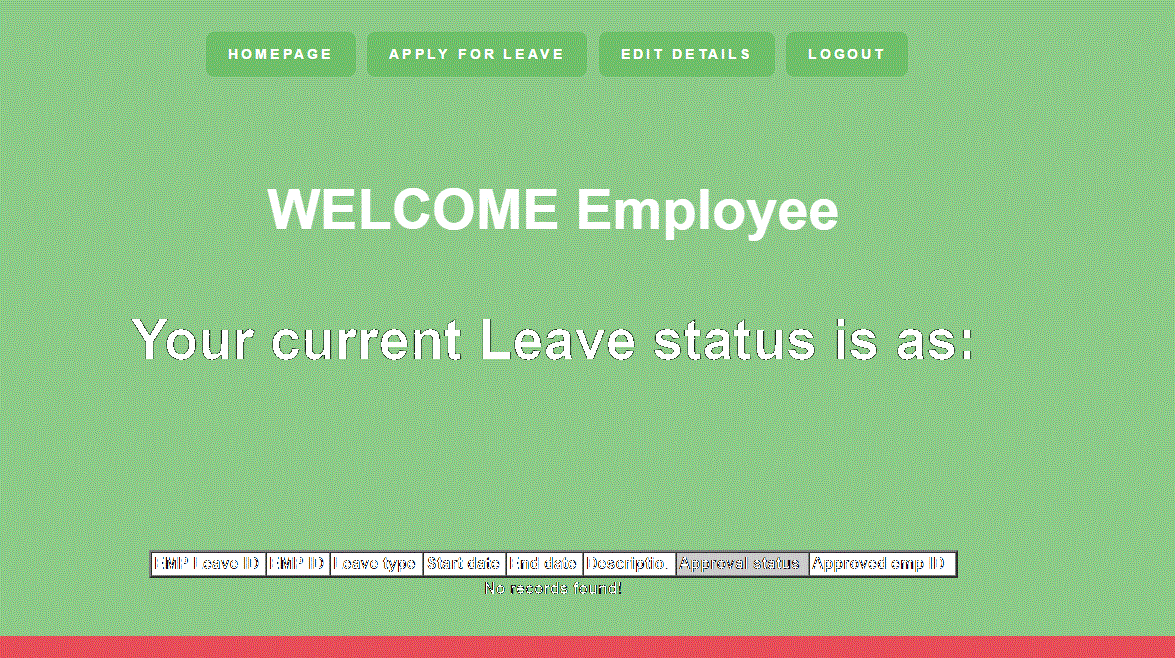 HOMEPAGE APPLY FOR LEAVE EDIT DETAILS LOGOUT
WELCOME Employee
Your current Leave status is as:
EMP Leave ID EMP ID Leave type Start date End date Descriptio. Approval status Approved emp ID
No records found!